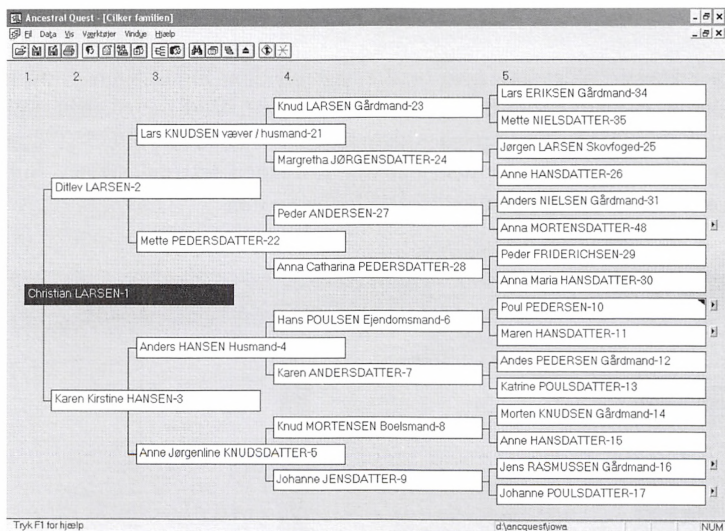 Ancestral Quest - [Cilker familien]
Fil Data Vis Værktøjer Vindue Hjælp
1. 2. 3. 4. 5.
Christian LARSEN-1
Ditlev LARSEN-2
Karen Kirstine HANSEN-3
Lars KNUDSEN væver / husmand-21
Mette PEDERSDATTER-22
Anders HANSEN Husmand-4
Anne Jørgenline KNUDSDATTER-5
Knud LARSEN Gårdmand-23
Margretha JØRGENSDATTER-24
Peder ANDERSEN-27
Anna Catharina PEDERSDATTER-28
Hans POULSEN Ejendomsmand-6
Karen ANDERSDATTER-7
Knud MORTENSEN Boelsmand-8
Johanne JENSDATTER-9
Lars ERIKSEN Gårdmand-34
Mette NIELSDATTER-35
Jørgen LARSEN Skovfoged-25
Anne HANSDATTER-26
Anders NIELSEN Gårdmand-31
Anna MORTENSDATTER-48
Peder FRIDERICHSEN-29
Anna Maria HANSDATTER-30
Poul PEDERSEN-10
Maren HANSDATTER-11
Andes PEDERSEN Gårdmand-12
Katrine POULSDATTER-13
Morten KNUDSEN Gårdmand-14
Anne HANSDATTER-15
Jens RASMUSSEN Gårdmand-16
Johanne POULSDATTER-17
Tryk F1 for hjælp
d:\ancquest\iowa
NUM